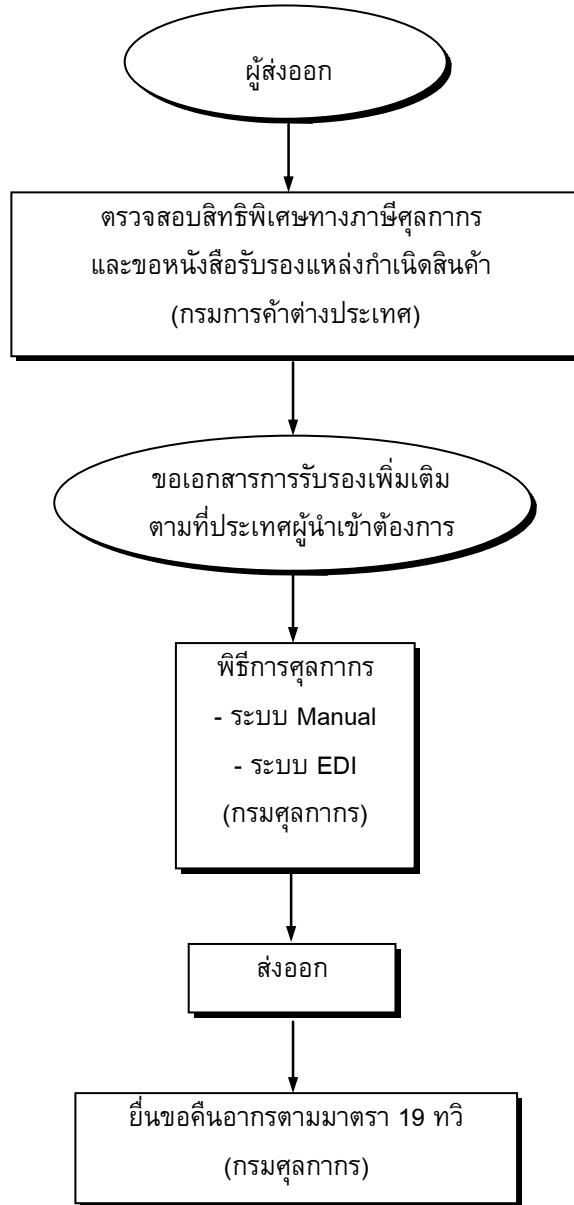 ผู้ส่งออก
ตรวจสอบสิทธิพิเศษทางภาษีศุลกากร
และขอหนังสือรับรองแหล่งกำเนิดสินค้า
(กรมการค้าต่างประเทศ)
ขอเอกสารการรับรองเพิ่มเติม
ตามที่ประเทศผู้นำเข้าต้องการ
พิธีการศุลกากร
- ระบบ Manual
- ระบบ EDI
(กรมศุลกากร)
ส่งออก
ยื่นขอคืนอากรตามมาตรา 19 ทวิ
(กรมศุลกากร)